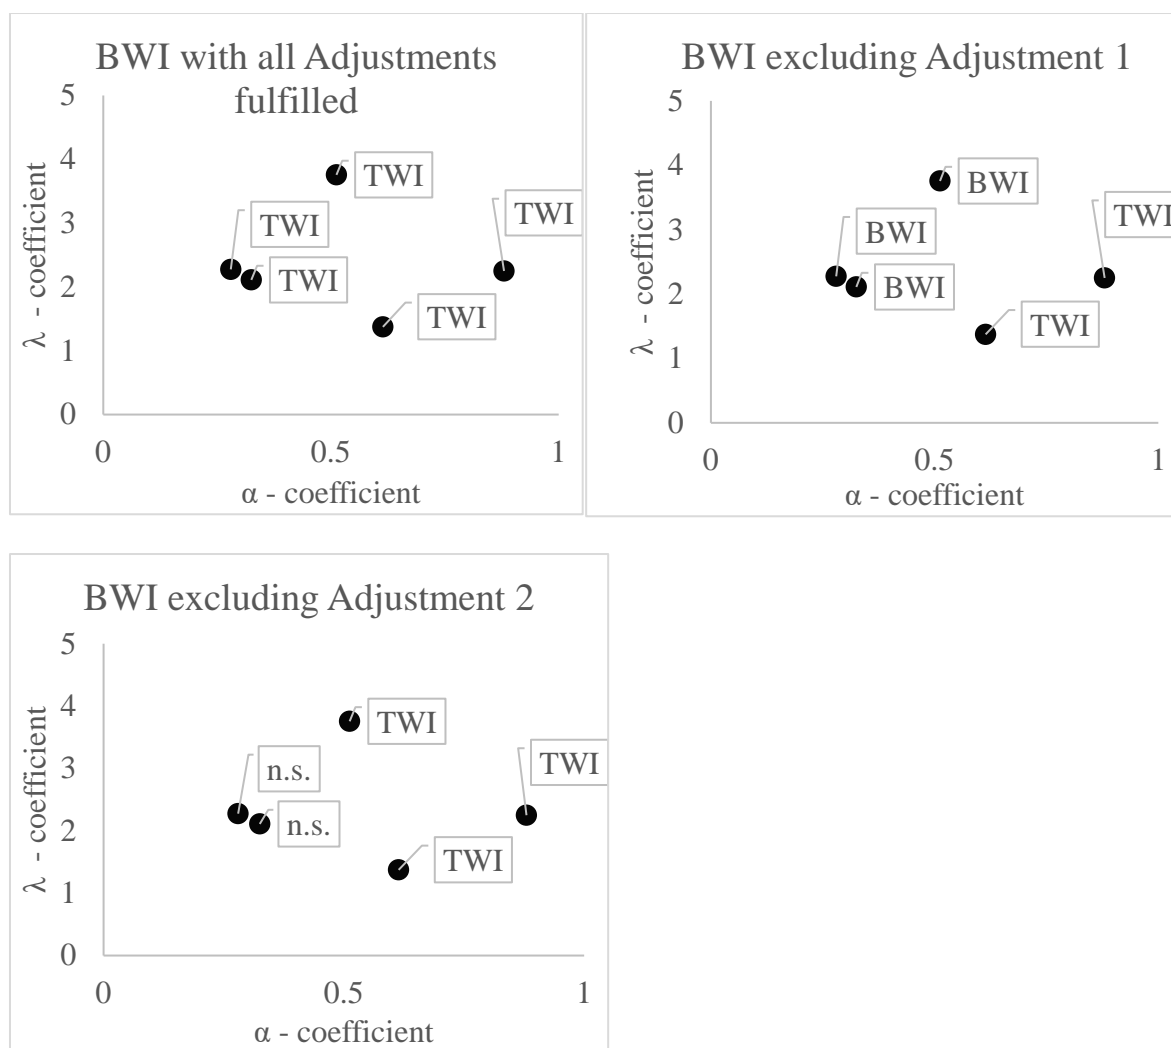 BWI with all Adjustments
fulfilled
5
4
3
2
1
0
λ - coefficient
TWI
TWI
TWI
TWI
TWI
0
0.5
1
α - coefficient
BWI excluding Adjustment 1
5
4
3
2
1
0
λ - coefficient
BWI
TWI
BWI
BWI
TWI
0
0.5
1
α - coefficient
BWI excluding Adjustment 2
5
4
3
2
1
0
λ - coefficient
TWI
TWI
n.s.
n.s.
TWI
0
0.5
1
α - coefficient